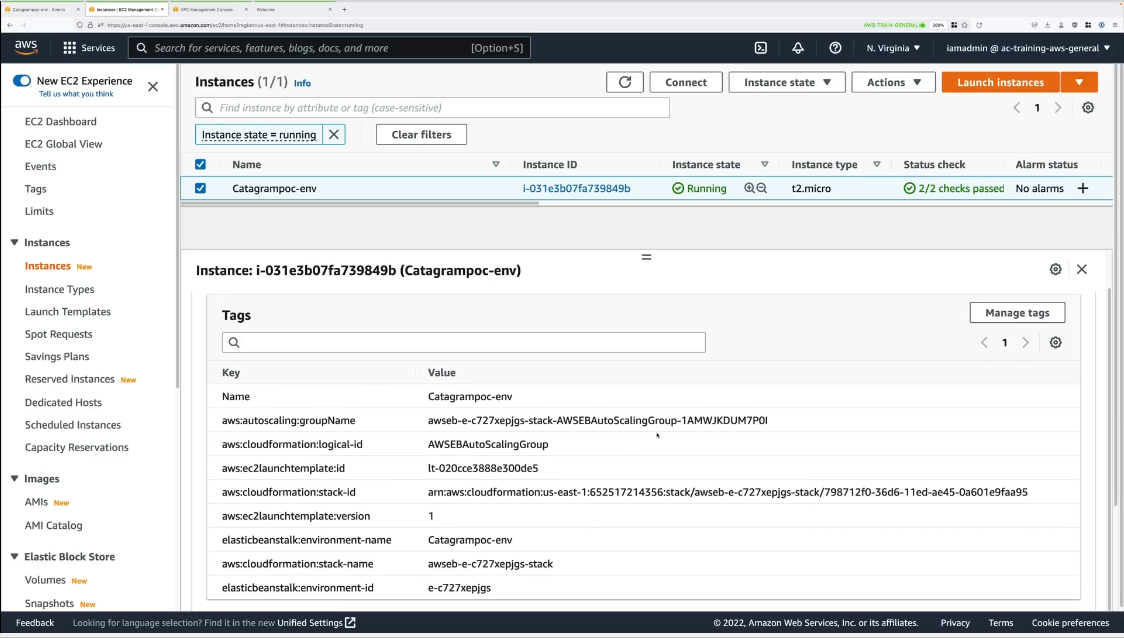 Catagrampoc-env - Events
Instances | EC2 Management Con
VPC Management Console
Welcome
https://us-east-1.console.aws.amazon.com/ec2/home?region=us-east-1#Instances:instanceState=running
AWS-TRAIN-GENERAL
200%
aws
Services
Search for services, features, blogs, docs, and more
[Option+S]
N. Virginia
iamadmin @ ac-training-aws-general
New EC2 Experience
Tell us what you think
EC2 Dashboard
EC2 Global View
Events
Tags
Limits
Instances
Instances New
Instance Types
Launch Templates
Spot Requests
Savings Plans
Reserved Instances New
Dedicated Hosts
Scheduled Instances
Capacity Reservations
Images
AMIs New
AMI Catalog
Elastic Block Store
Volumes New
Snapshots New
Instances (1/1) Info
Connect
Instance state
Actions
Launch instances
Find instance by attribute or tag (case-sensitive)
1
Instance state = running
Clear filters
Name Instance ID Instance state Instance type Status check Alarm status
Catagrampoc-env i-031e3b07fa739849b Running t2.micro 2/2 checks passed No alarms
Instance: i-031e3b07fa739849b (Catagrampoc-env)
Tags
Manage tags
1
Key Value
Name Catagrampoc-env
aws:autoscaling:groupName awseb-e-c727xepjgs-stack-AWSEBAutoScalingGroup-1AMWJKDUM7P0I
aws:cloudformation:logical-id AWSEBAutoScalingGroup
aws:ec2launchtemplate:id lt-020cce3888e300de5
aws:cloudformation:stack-id arn:aws:cloudformation:us-east-1:652517214356:stack/awseb-e-c727xepjgs-stack/798712f0-36d6-11ed-ae45-0a601e9faa95
aws:ec2launchtemplate:version 1
elasticbeanstalk:environment-name Catagrampoc-env
aws:cloudformation:stack-name awseb-e-c727xepjgs-stack
elasticbeanstalk:environment-id e-c727xepjgs
Feedback
Looking for language selection? Find it in the new Unified Settings
© 2022, Amazon Web Services, Inc. or its affiliates.
Privacy
Terms
Cookie preferences